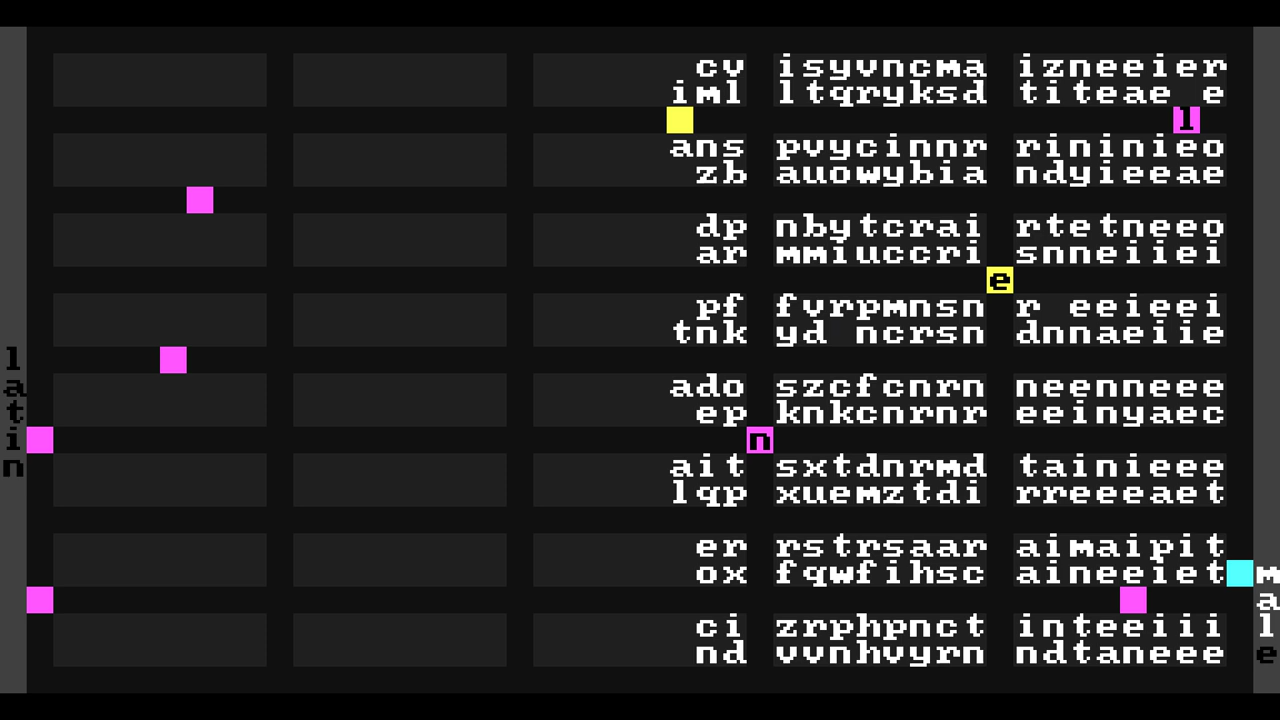 cv isyvncma izneeier
iml ltqryksd titeae e
l
ans pvycinnr rininieo
zb auowybia ndyieeae
dp nbytcrai rtetneeo
ar mmiuccri snneiiei
e
pf fvrpmnsn r eeieei
tnk yd ncrsn dnnaeiie
latin
ado szcfcnrn neenneee
ep knkcnrnr eeinyaec
n
ait sxtdnrmd tainieee
lqp xuemztdi rreeeaet
er rstrsaar aimaipit
ox fqwfihsc aineeiet
male
ci zrphpnct inteeiii
nd vvnhvyrn ndtaneee